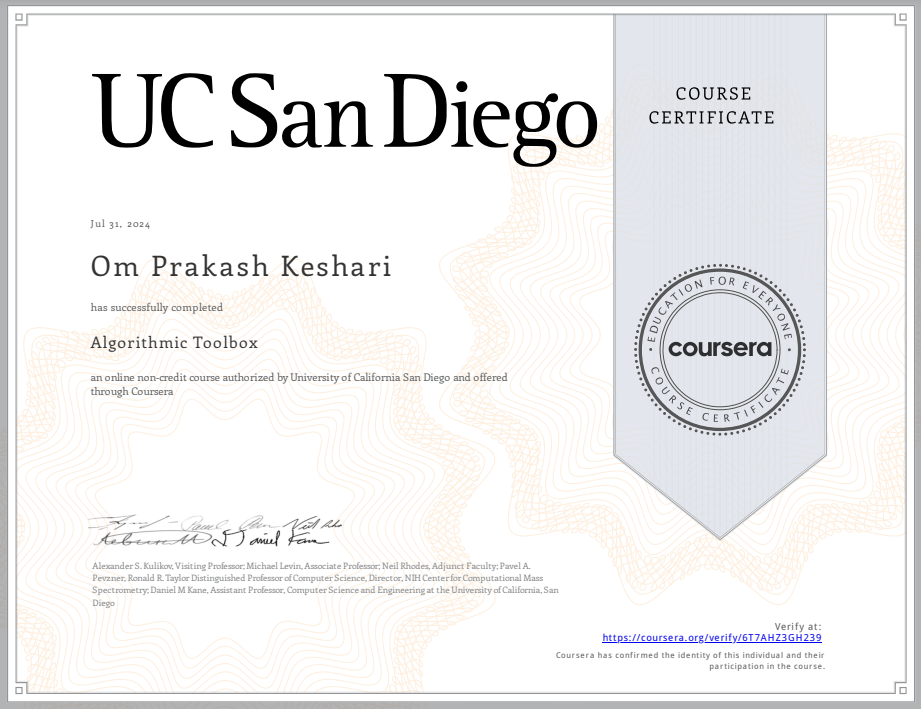 UC San Diego
COURSE
CERTIFICATE
Jul 31, 2024
Om Prakash Keshari
has successfully completed
Algorithmic Toolbox
an online non-credit course authorized by University of California San Diego and offered
through Coursera
EDUCATION FOR EVERYONE
coursera
COURSE CERTIFICATE
Alexander S. Kulikov, Visiting Professor; Michael Levin, Associate Professor; Neil Rhodes, Adjunct Faculty; Pavel A.
Pevzner, Ronald R. Taylor Distinguished Professor of Computer Science, Director, NIH Center for Computational Mass
Spectrometry; Daniel M Kane, Assistant Professor, Computer Science and Engineering at the University of California, San
Diego
Verify at:
https://coursera.org/verify/6T7AHZ3GH239
Coursera has confirmed the identity of this individual and their
participation in the course.